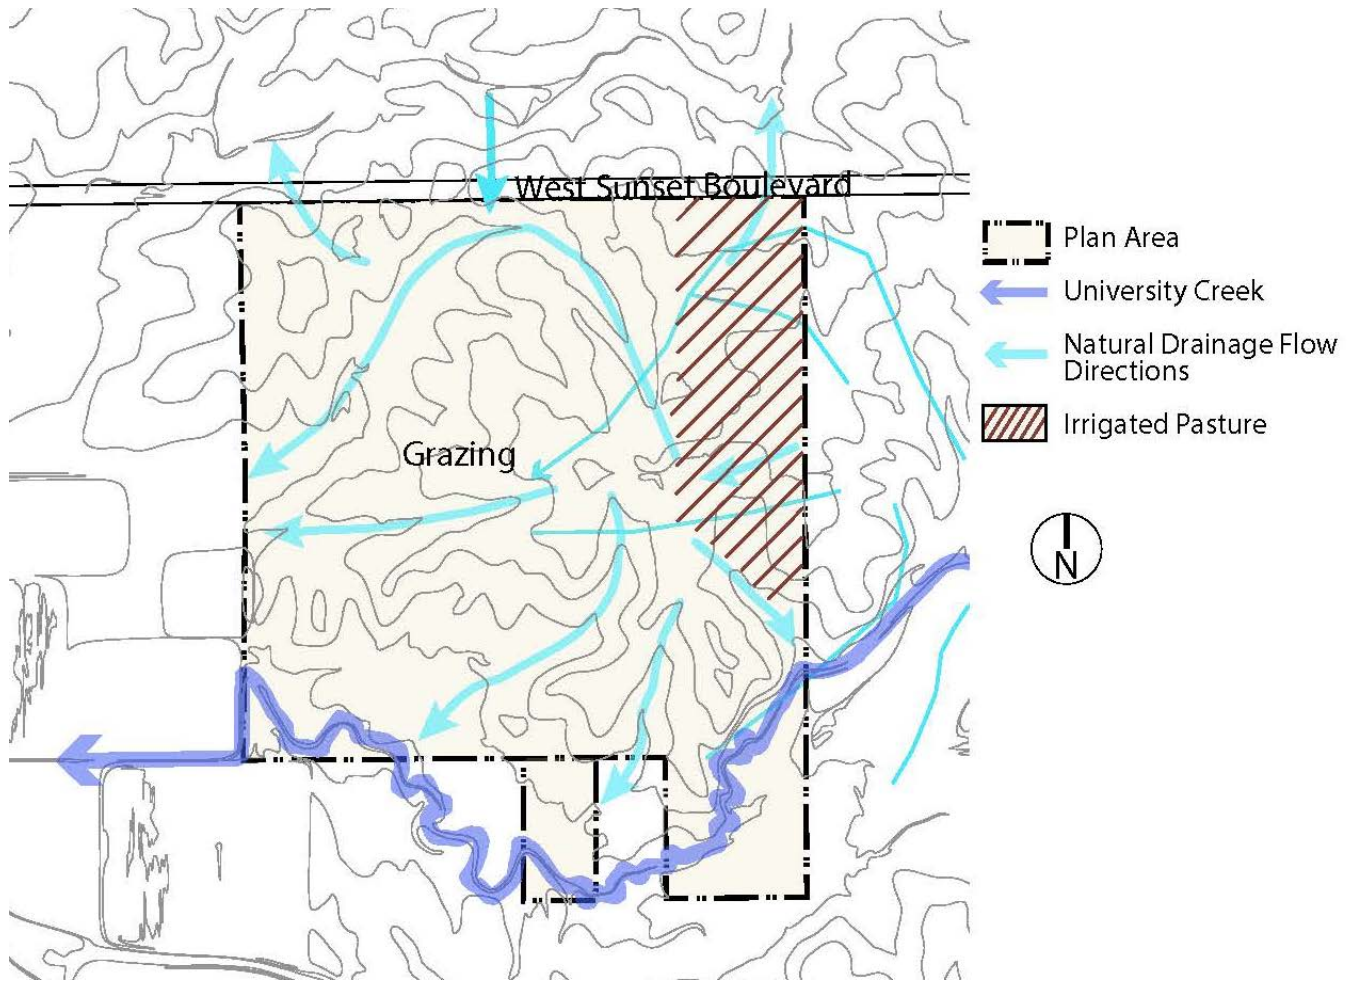 West Sunset Boulevard
Grazing
Plan Area
University Creek
Natural Drainage Flow
Directions
Irrigated Pasture
N